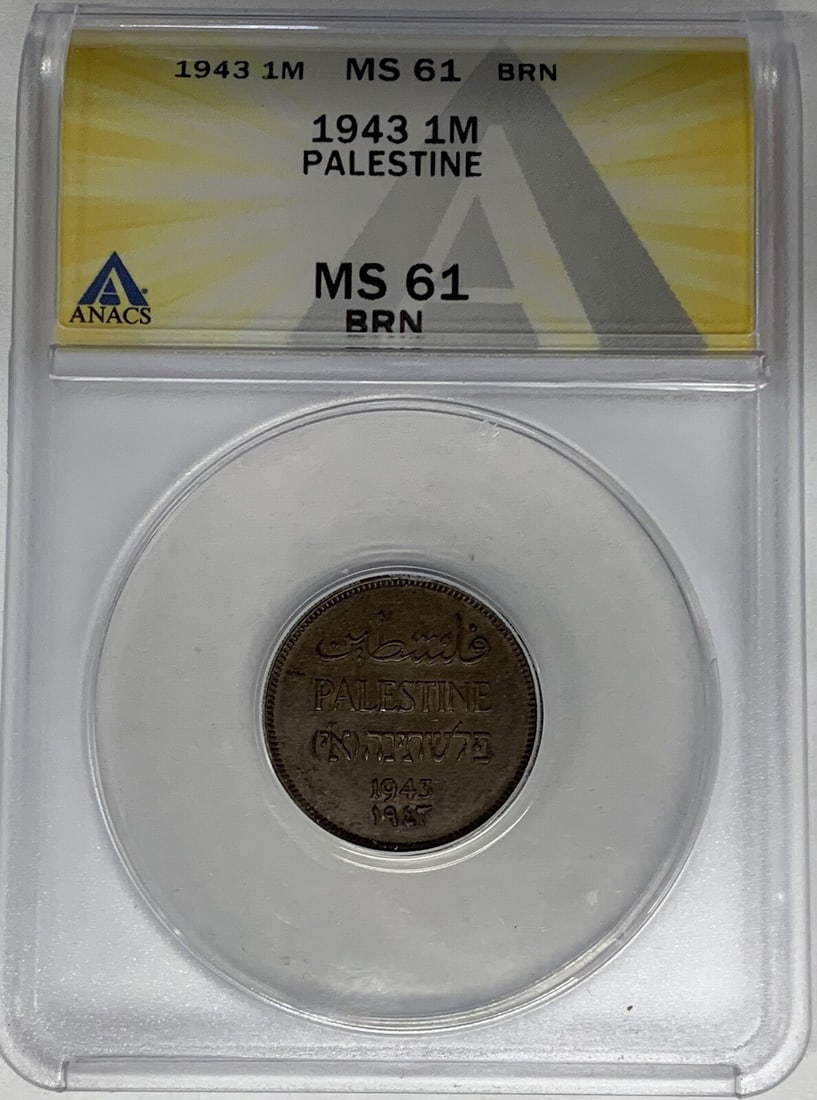 1943 1M MS 61 BRN
1943 1M
PALESTINE
MS 61
BRN
ANACS
فلسطين
PALESTINE
פלשתינה (א״י)
1943
١٩٤٣